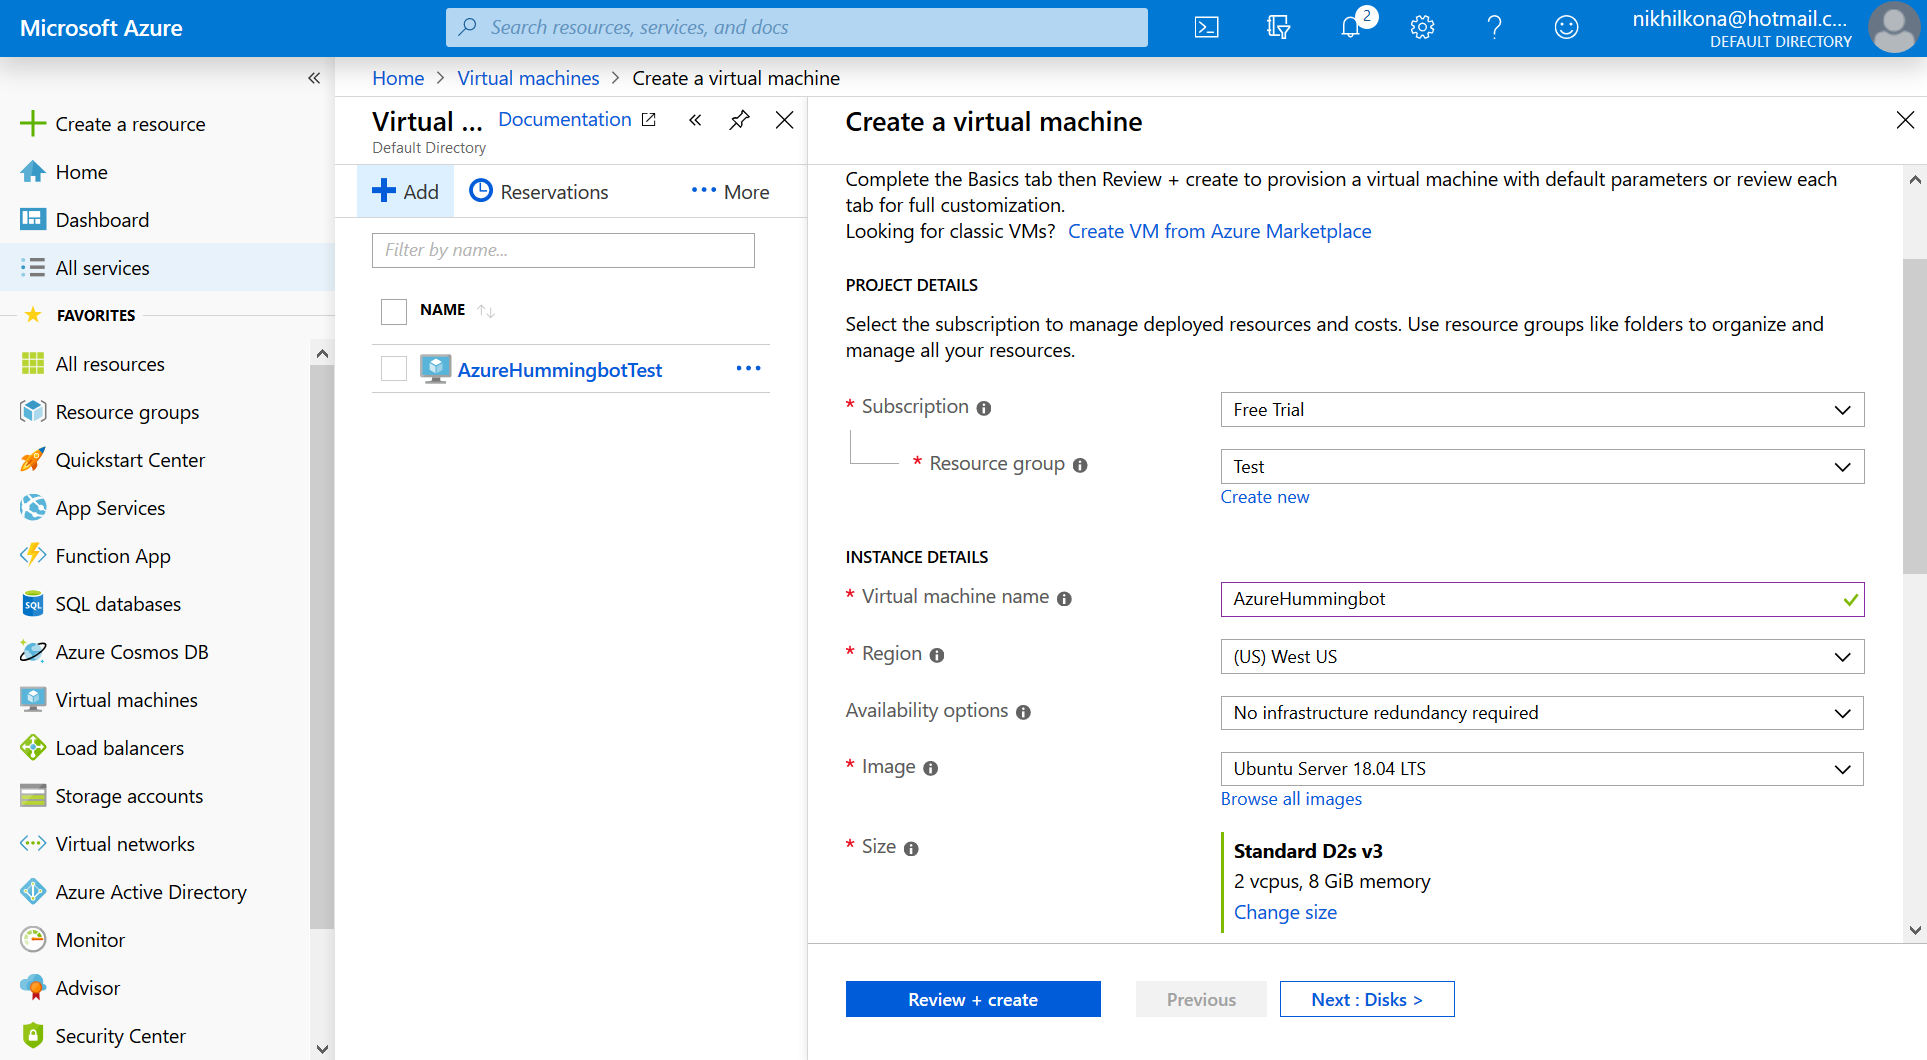 Microsoft Azure
Search resources, services, and docs
2
nikhilkona@hotmail.c...
DEFAULT DIRECTORY
Create a resource
Home
Dashboard
All services
FAVORITES
All resources
Resource groups
Quickstart Center
App Services
Function App
SQL
SQL databases
Azure Cosmos DB
Virtual machines
Load balancers
Storage accounts
Virtual networks
Azure Active Directory
Monitor
Advisor
Security Center
Home > Virtual machines > Create a virtual machine
Virtual ...
Documentation
Default Directory
Add
Reservations
More
Filter by name...
NAME
AzureHummingbotTest
Create a virtual machine
Complete the Basics tab then Review + create to provision a virtual machine with default parameters or review each
tab for full customization.
Looking for classic VMs? Create VM from Azure Marketplace
PROJECT DETAILS
Select the subscription to manage deployed resources and costs. Use resource groups like folders to organize and
manage all your resources.
* Subscription
Free Trial
* Resource group
Test
Create new
INSTANCE DETAILS
* Virtual machine name
AzureHummingbot
* Region
(US) West US
Availability options
No infrastructure redundancy required
* Image
Ubuntu Server 18.04 LTS
Browse all images
* Size
Standard D2s v3
2 vcpus, 8 GiB memory
Change size
Review + create
Previous
Next : Disks >